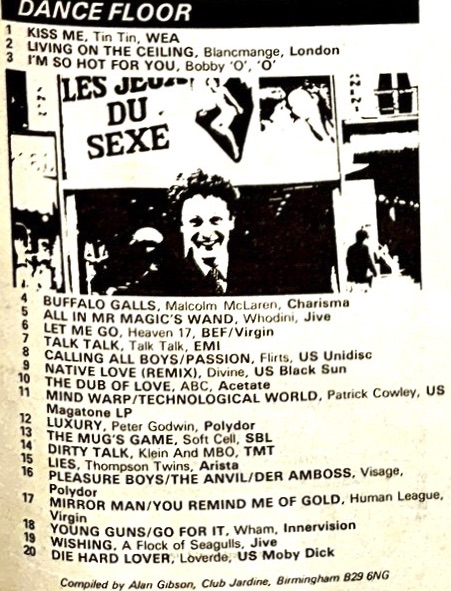 DANCE FLOOR
1 KISS ME, Tin Tin, WEA
2 LIVING ON THE CEILING, Blancmange, London
3 I'M SO HOT FOR YOU, Bobby 'O', 'O'
LES JEUX
DU
SEXE
4 BUFFALO GALLS, Malcolm McLaren, Charisma
5 ALL IN MR MAGIC'S WAND, Whodini, Jive
6 LET ME GO, Heaven 17, BEF/Virgin
7 TALK TALK, Talk Talk, EMI
8 CALLING ALL BOYS/PASSION, Flirts, US Unidisc
9 NATIVE LOVE (REMIX), Divine, US Black Sun
10 THE DUB OF LOVE, ABC, Acetate
11 MIND WARP/TECHNOLOGICAL WORLD, Patrick Cowley, US
Magatone LP
12 LUXURY, Peter Godwin, Polydor
13 THE MUG'S GAME, Soft Cell, SBL
14 DIRTY TALK, Klein And MBO, TMT
15 LIES, Thompson Twins, Arista
16 PLEASURE BOYS/THE ANVIL/DER AMBOSS, Visage,
Polydor
17 MIRROR MAN/YOU REMIND ME OF GOLD, Human League,
Virgin
18 YOUNG GUNS/GO FOR IT, Wham, Innervision
19 WISHING, A Flock of Seagulls, Jive
20 DIE HARD LOVER, Loverde, US Moby Dick
Compiled by Alan Gibson, Club Jardine, Birmingham B29 6NG